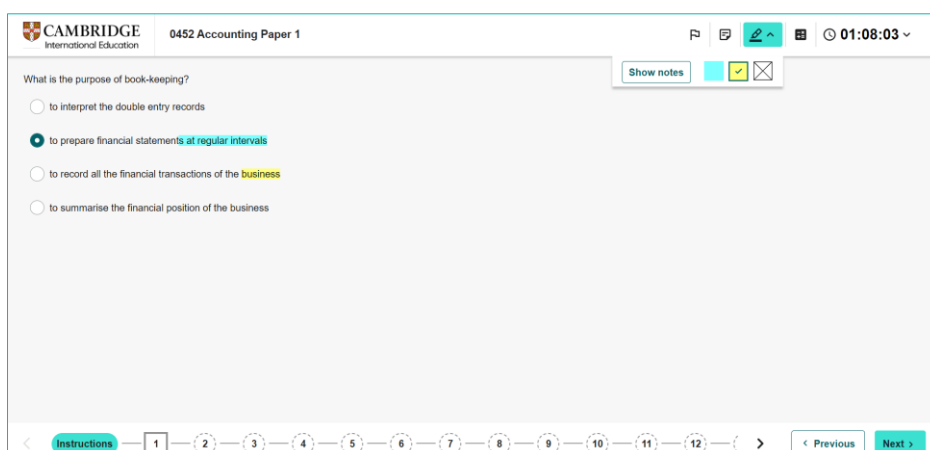 CAMBRIDGE
International Education
0452 Accounting Paper 1
01:08:03
Show notes
What is the purpose of book-keeping?
to interpret the double entry records
to prepare financial statements at regular intervals
to record all the financial transactions of the business
to summarise the financial position of the business
Instructions 1 2 3 4 5 6 7 8 9 10 11 12 Previous Next